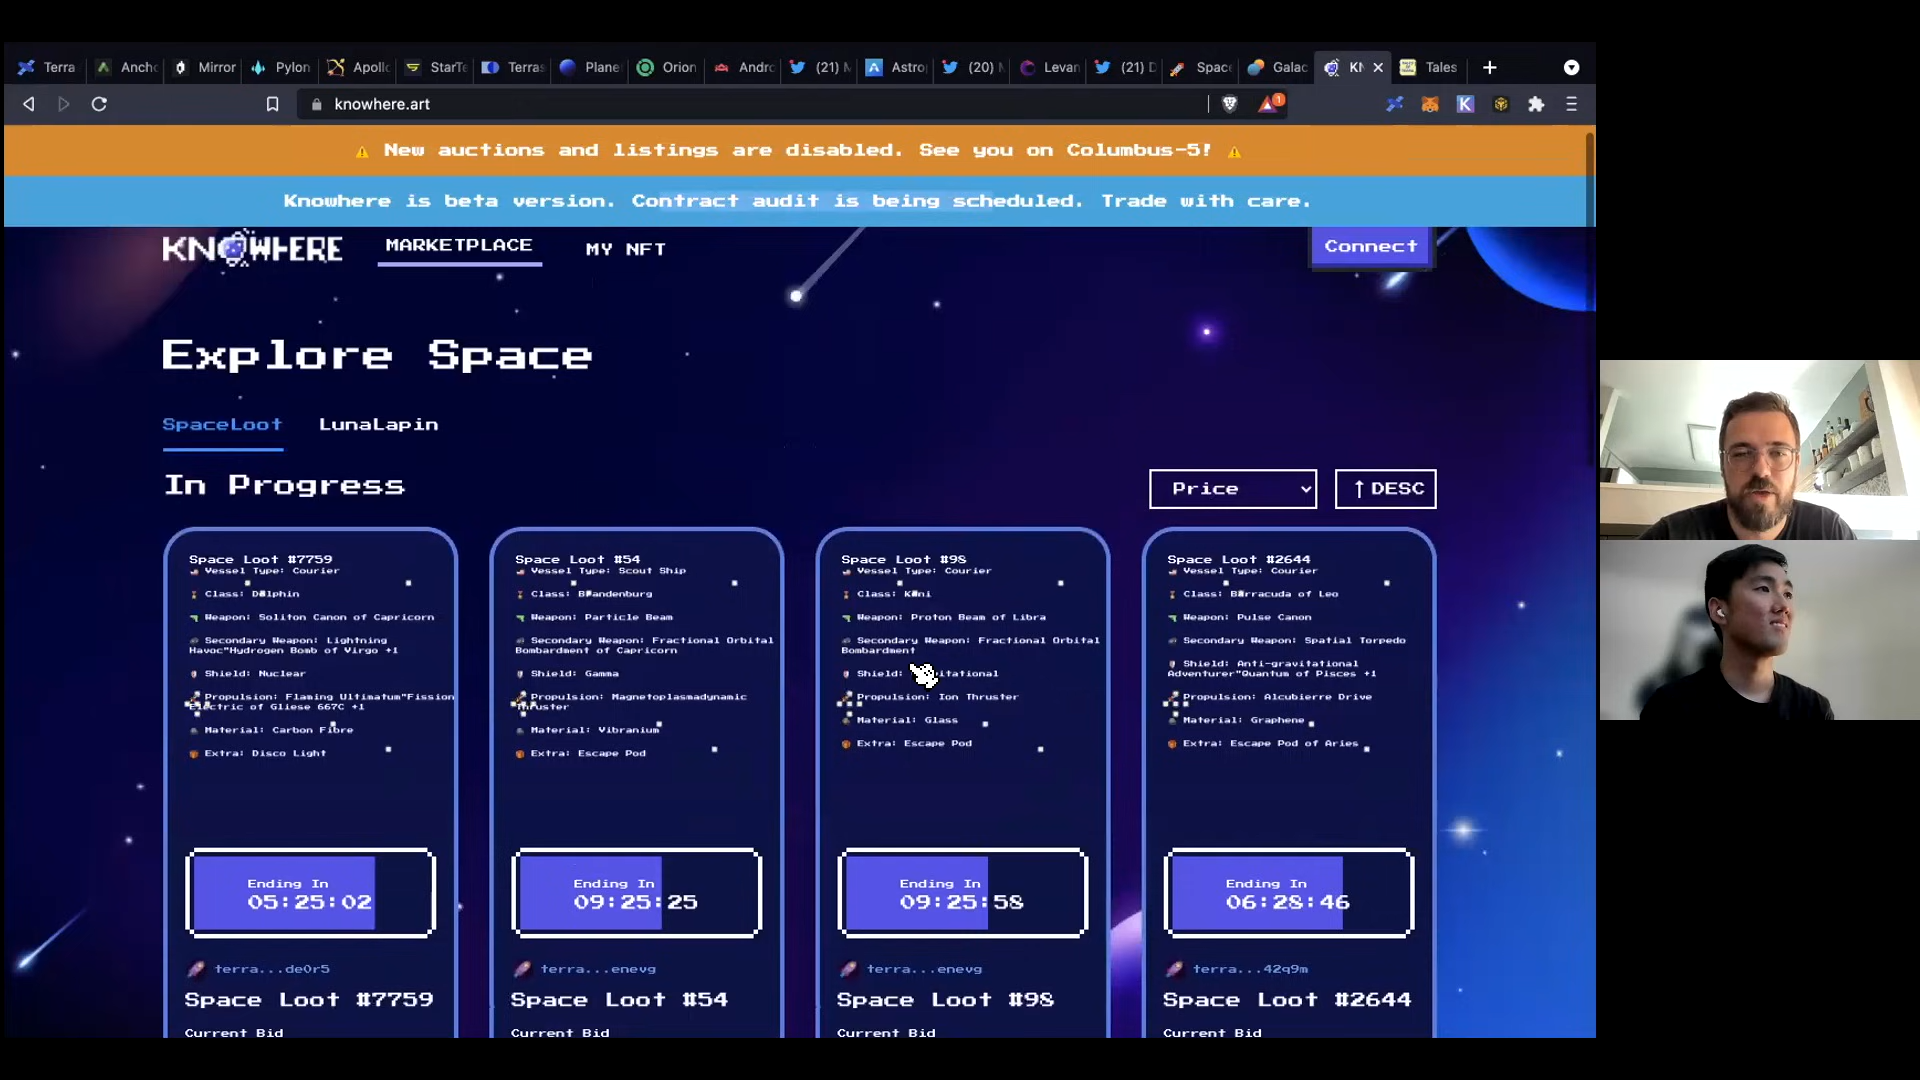 Terra
Ancho
Mirror
Pylon
Apollo
StarTe
Terras
Plane
Orion
Andro
(21) M
Astro
(20) M
Levan
(21) D
Space
Galac
KN
Tales
knowhere.art
1
New auctions and listings are disabled. See you on Columbus-5!
Knowhere is beta version. Contract audit is being scheduled. Trade with care.
KNOWHERE
MARKETPLACE
MY NFT
Connect
Explore Space
SpaceLoot
LunaLapin
In Progress
Price
↑ DESC
Space Loot #7759
Vessel Type: Courier
Class: Dolphin
Weapon: Soliton Canon of Capricorn
Secondary Weapon: Lightning
Havoc"Hydrogen Bomb of Virgo +1
Shield: Nuclear
Propulsion: Flaming Ultimatum"Fission
Electric of Gliese 667C +1
Material: Carbon Fibre
Extra: Disco Light
Ending In
05:25:02
terra...de0r5
Space Loot #7759
Current Bid
Space Loot #54
Vessel Type: Scout Ship
Class: Brandenburg
Weapon: Particle Beam
Secondary Weapon: Fractional Orbital
Bombardment of Capricorn
Shield: Gamma
Propulsion: Magnetoplasmadynamic
Thruster
Material: Vibranium
Extra: Escape Pod
Ending In
09:25:25
terra...enevg
Space Loot #54
Current Bid
Space Loot #98
Vessel Type: Courier
Weapon: Proton Beam of Libra
Secondary Weapon: Fractional Orbital
Bombardment
Shield:
Propulsion: Ion Thruster
Material: Glass
Extra: Escape Pod
Ending In
09:25:58
terra...enevg
Space Loot #98
Current Bid
Space Loot #2644
Vessel Type: Courier
Class: Barracuda of Leo
Weapon: Pulse Canon
Secondary Weapon: Spatial Torpedo
Shield: Anti-gravitational
Adventurer"Quantum of Pisces +1
Propulsion: Alcubierre Drive
Material: Graphene
Extra: Escape Pod of Aries
Ending In
06:28:46
terra...42q9m
Space Loot #2644
Current Bid